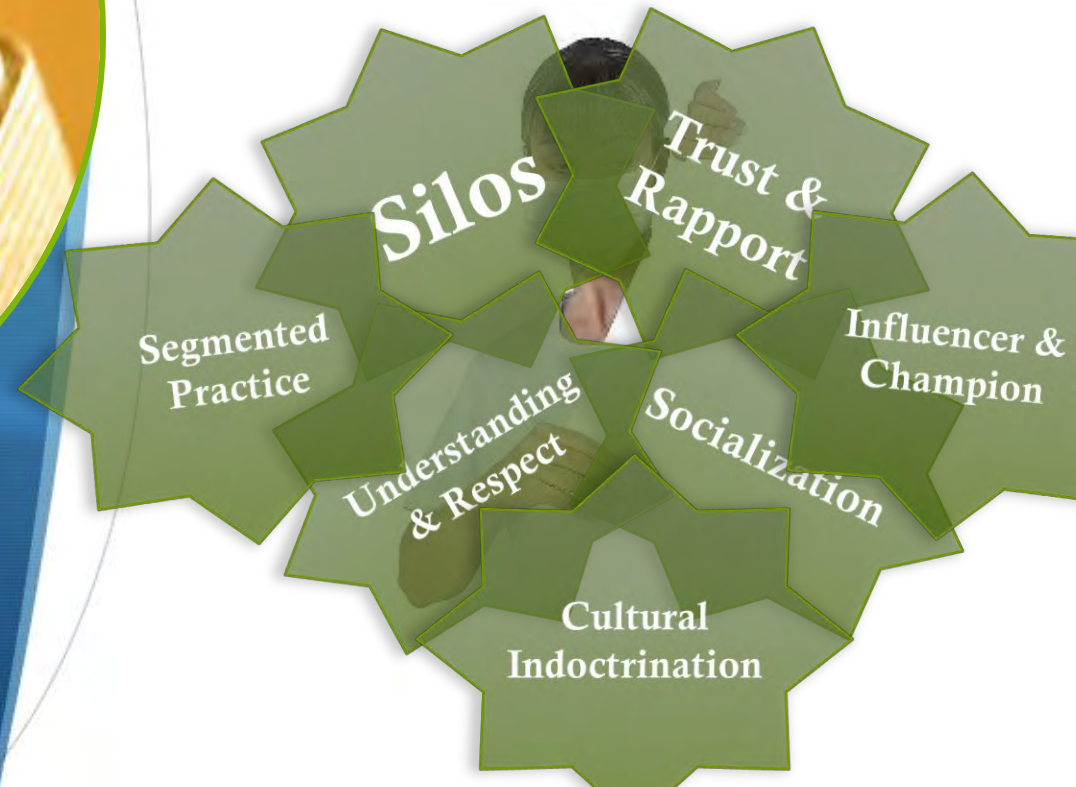 Silos
Trust &
Rapport
Segmented
Practice
Influencer &
Champion
Understanding
& Respect
Socialization
Cultural
Indoctrination